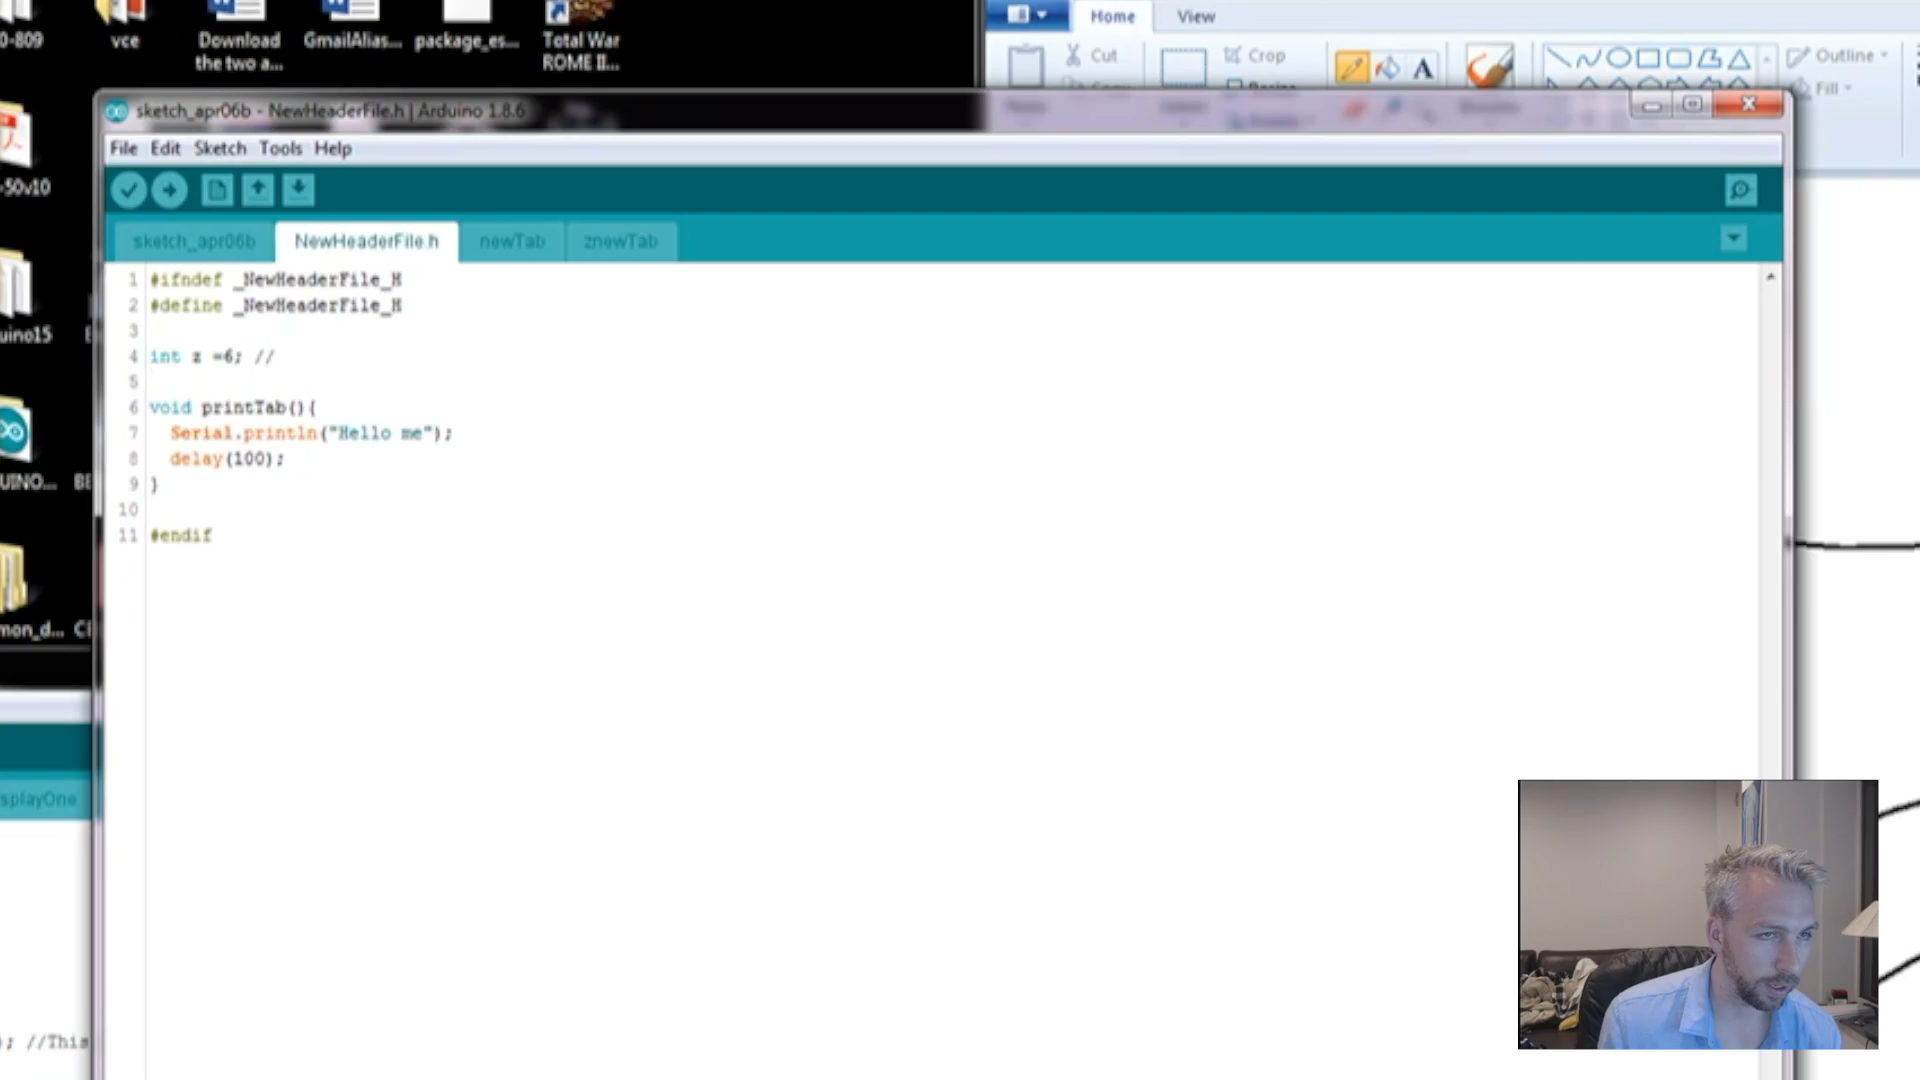 0-809
vce
Download
the two a...
GmailAlias...
package_es...
Total War
ROME II...
Home
View
Cut
Crop
Outline
Fill
-50v10
uino15
UINO...
mon_d...
splayOne
; //This
sketch_apr06b - NewHeaderFile.h | Arduino 1.8.6
File Edit Sketch Tools Help
sketch_apr06b
NewHeaderFile.h
newTab
znewTab
1 #ifndef _NewHeaderFile_H
2 #define _NewHeaderFile_H
3
4 int z =6; //
5
6 void printTab(){
7 Serial.println("Hello me");
8 delay(100);
9 }
10
11 #endif